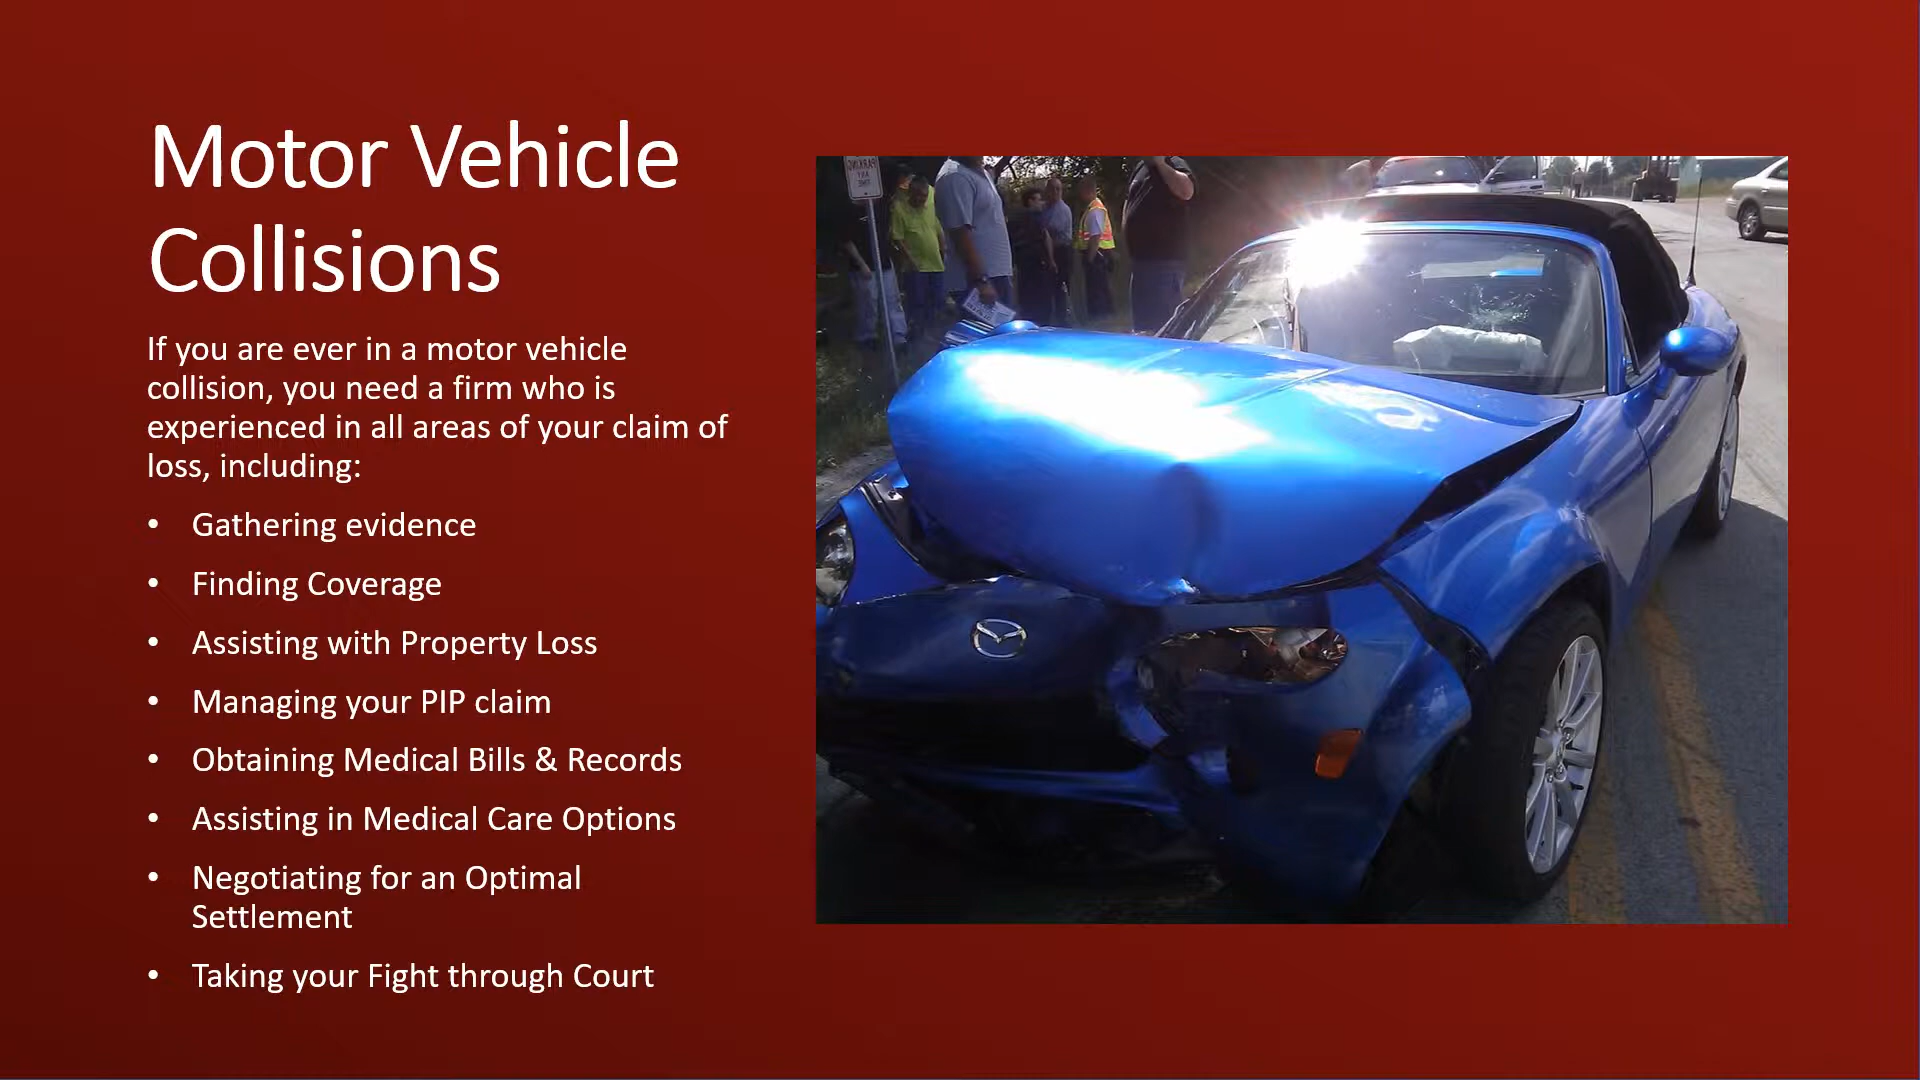 Motor Vehicle
Collisions
If you are ever in a motor vehicle
collision, you need a firm who is
experienced in all areas of your claim of
loss, including:
• Gathering evidence
• Finding Coverage
• Assisting with Property Loss
• Managing your PIP claim
• Obtaining Medical Bills & Records
• Assisting in Medical Care Options
• Negotiating for an Optimal
Settlement
• Taking your Fight through Court
PARKING
ANY
TIME